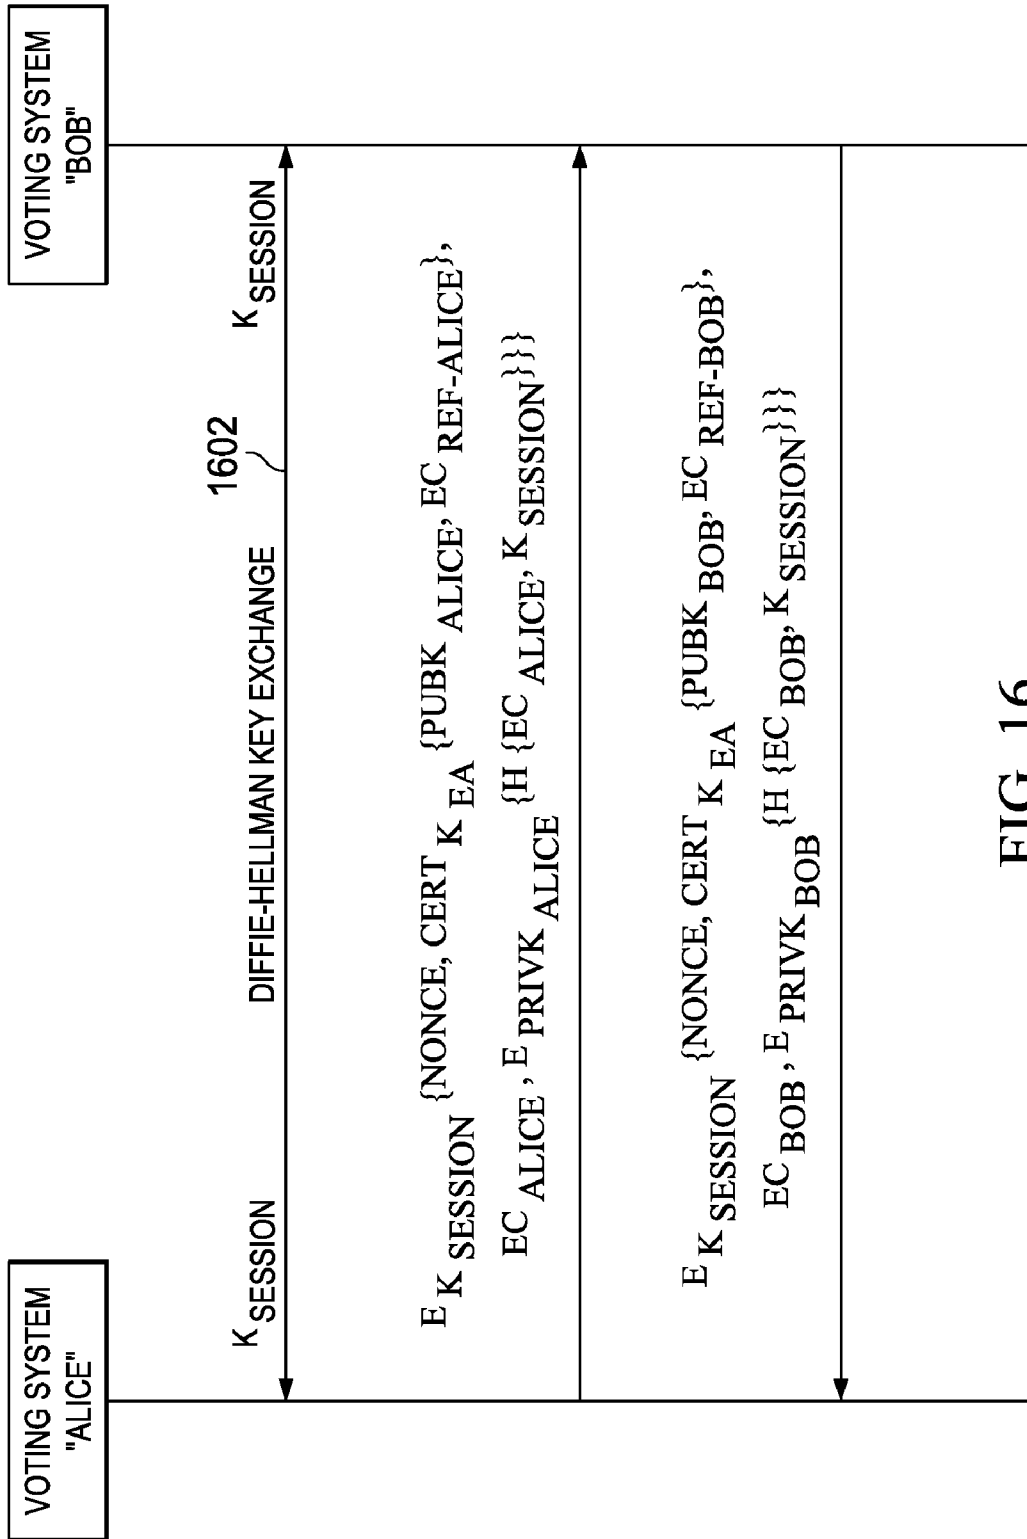 VOTING SYSTEM
"ALICE"
VOTING SYSTEM
"BOB"
K SESSION
DIFFIE-HELLMAN KEY EXCHANGE
1602
K SESSION
E K SESSION {NONCE, CERT K EA {PUBK ALICE, EC REF-ALICE},
EC ALICE, E PRIVK ALICE {H {EC ALICE, K SESSION}}}
E K SESSION {NONCE, CERT K EA {PUBK BOB, EC REF-BOB},
EC BOB, E PRIVK BOB {H {EC BOB, K SESSION}}}
FIG. 16